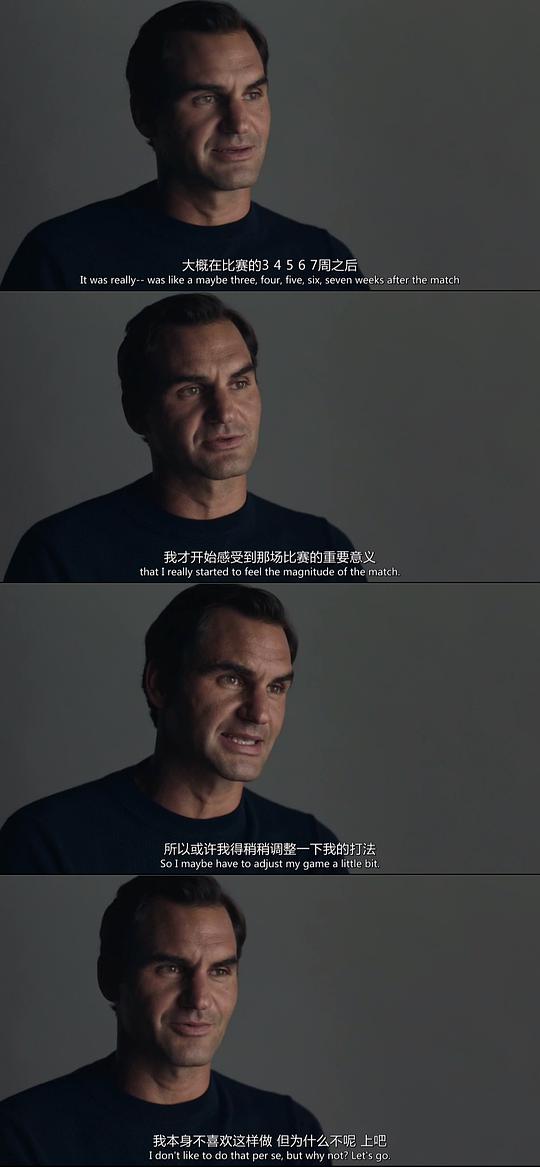 大概在比赛的3 4 5 6 7周之后
It was really-- was like a maybe three, four, five, six, seven weeks after the match
我才开始感受到那场比赛的重要意义
that I really started to feel the magnitude of the match.
所以或许我得稍稍调整一下我的打法
So I maybe have to adjust my game a little bit.
我本身不喜欢这样做 但为什么不呢 上吧
I don't like to do that per se, but why not? Let's go.